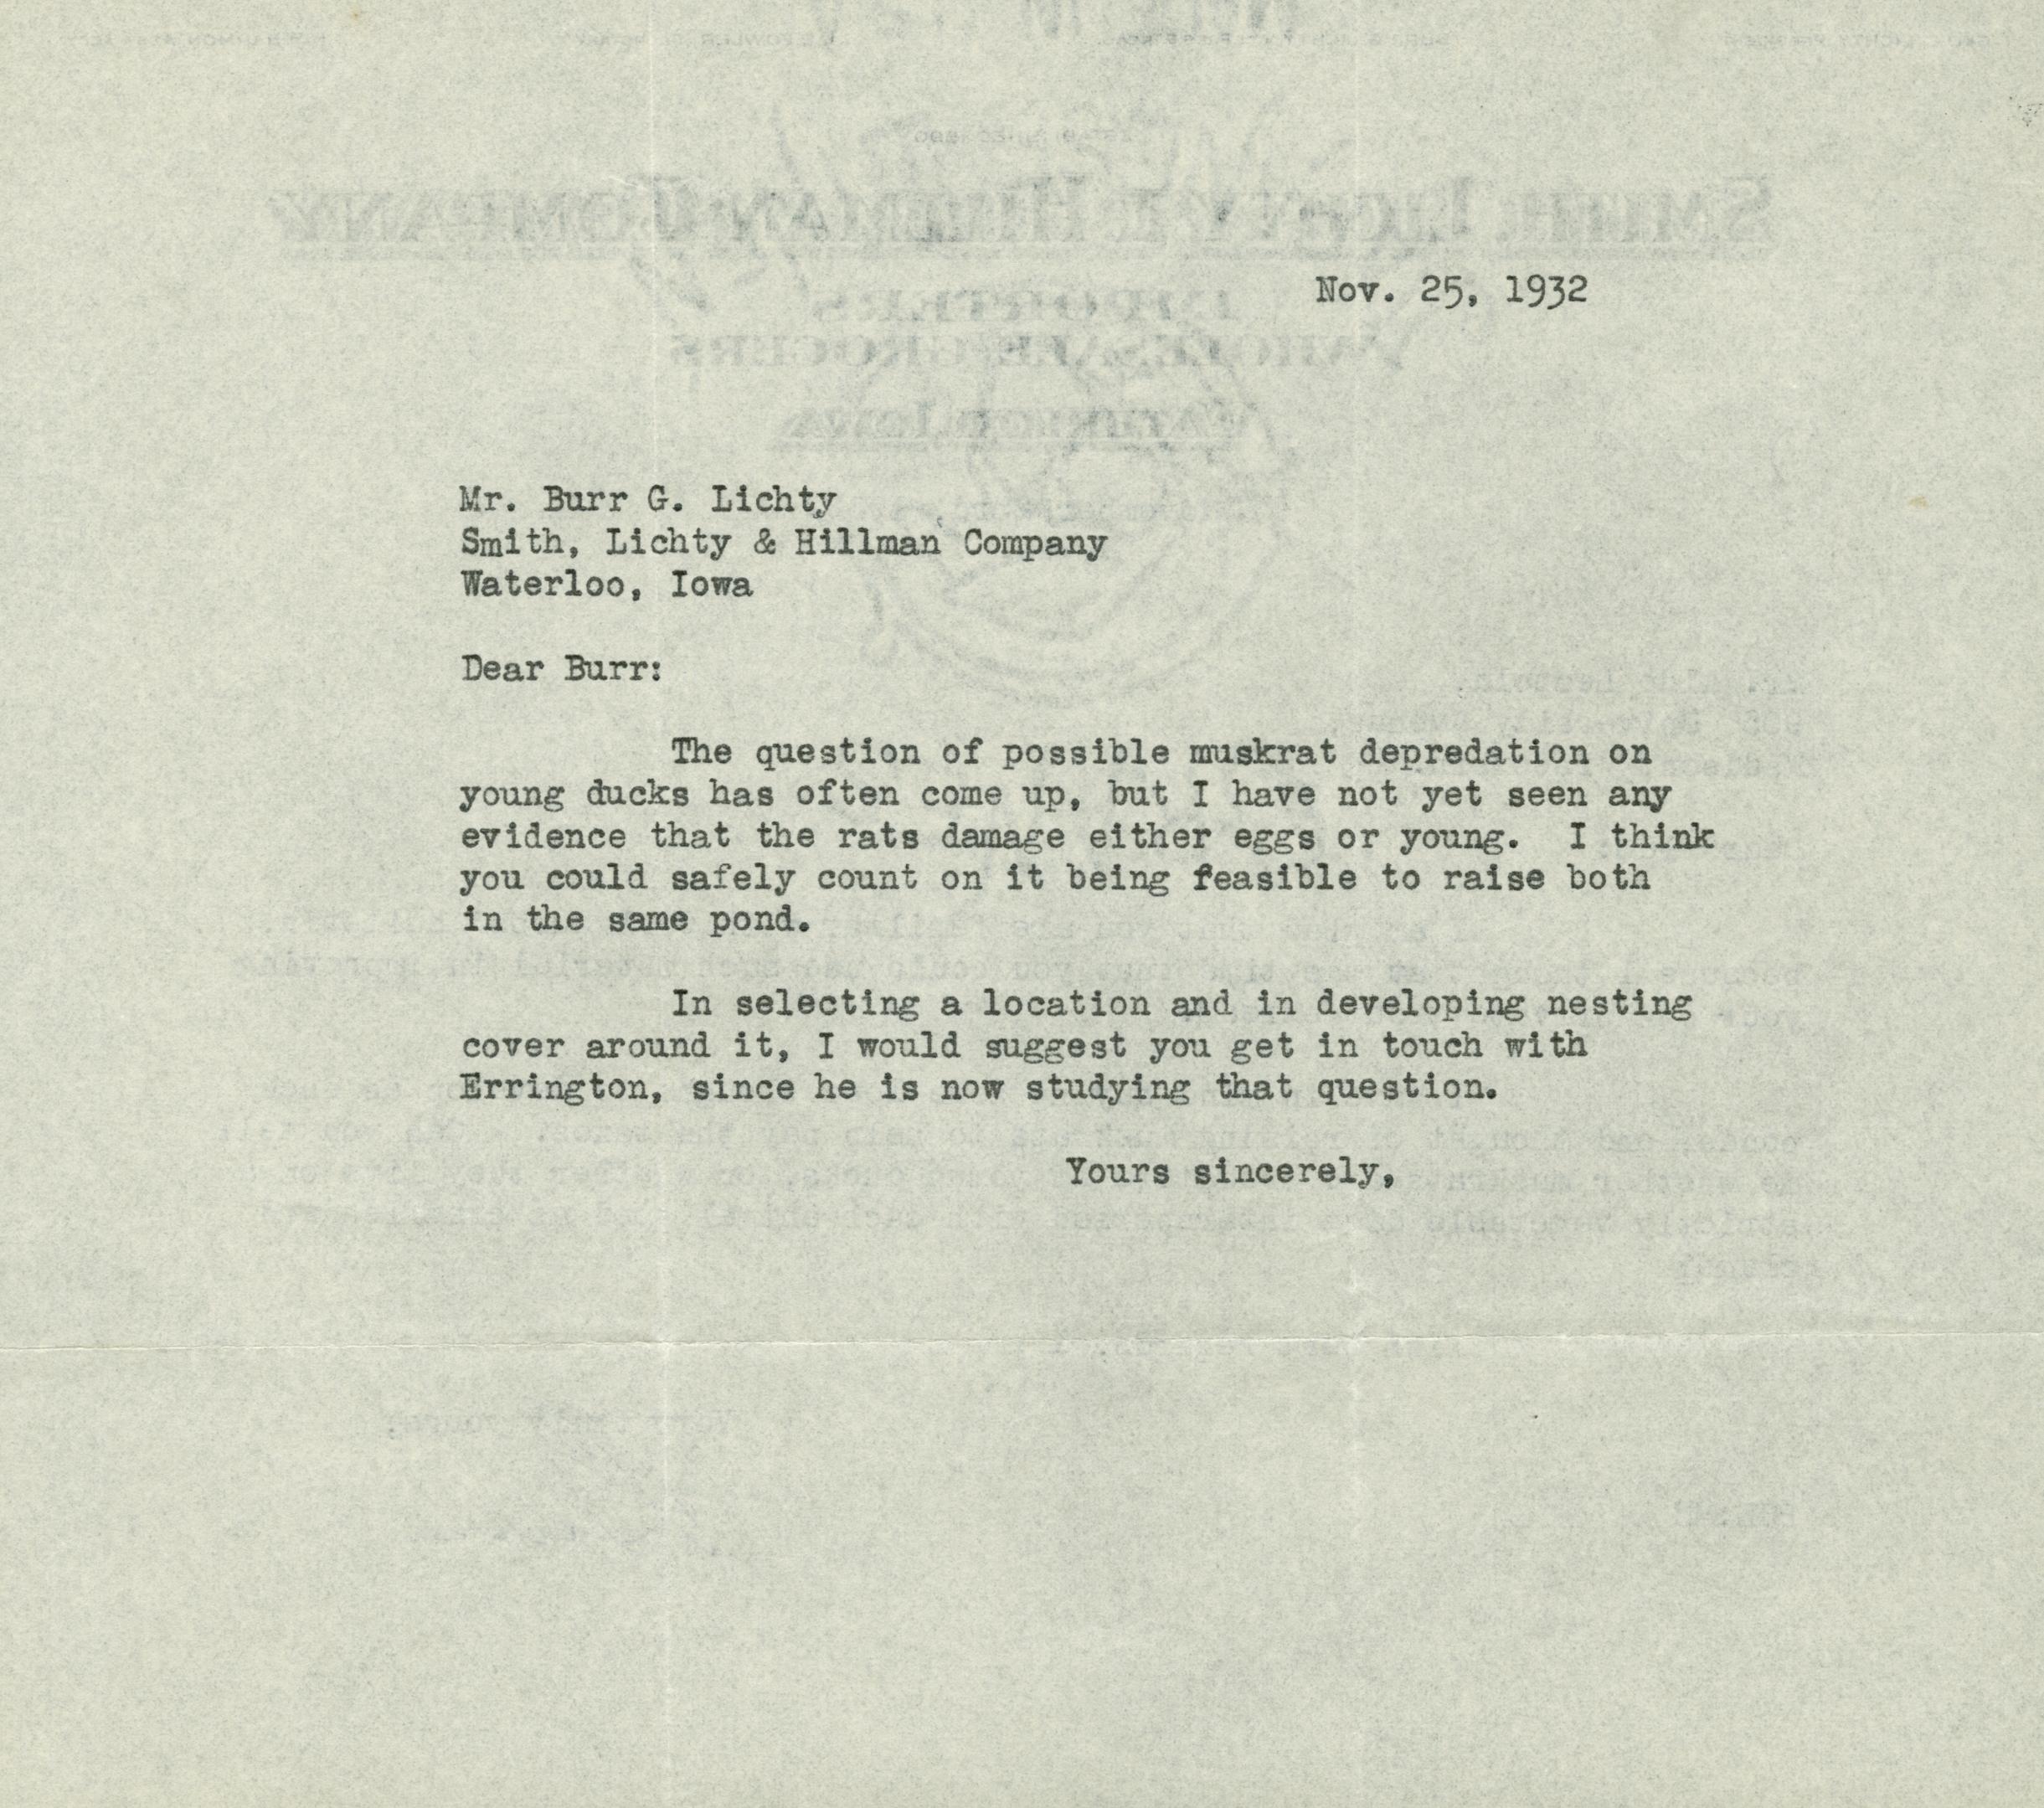 Nov. 25, 1932
Mr. Burr G. Lichty
Smith, Lichty & Hillman Company
Waterloo, Iowa
Dear Burr:
The question of possible muskrat depredation on
young ducks has often come up, but I have not yet seen any
evidence that the rats damage either eggs or young. I think
you could safely count on it being feasible to raise both
in the same pond.
In selecting a location and in developing nesting
cover around it, I would suggest you get in touch with
Errington, since he is now studying that question.
Yours sincerely,